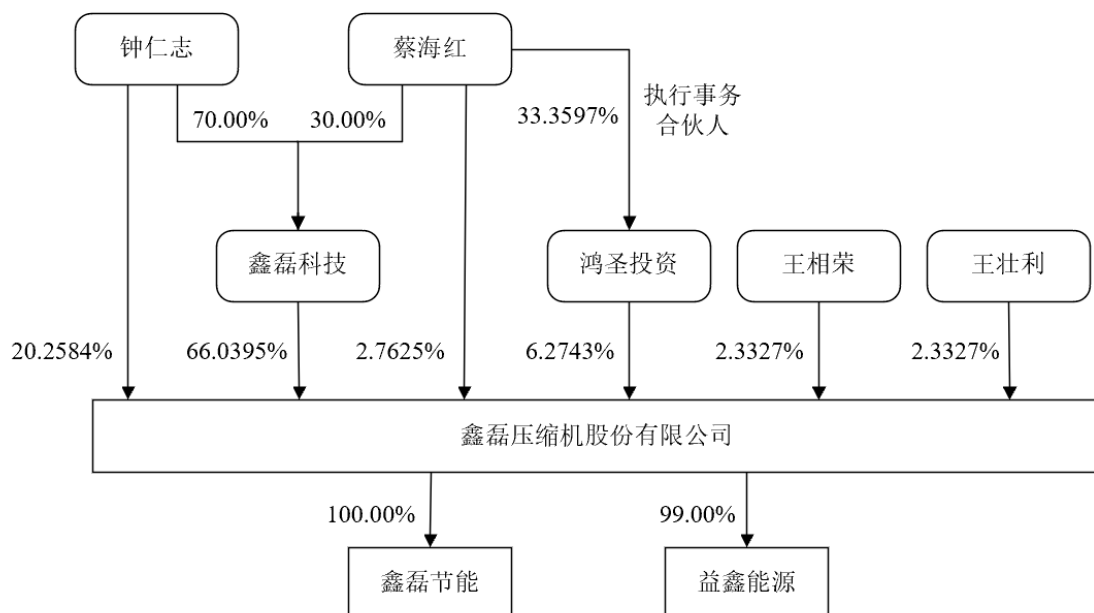 钟仁志
蔡海红
70.00%
30.00%
33.3597%
执行事务
合伙人
鑫磊科技
鸿圣投资
王相荣
王壮利
20.2584%
66.0395%
2.7625%
6.2743%
2.3327%
2.3327%
鑫磊压缩机股份有限公司
100.00%
99.00%
鑫磊节能
益鑫能源